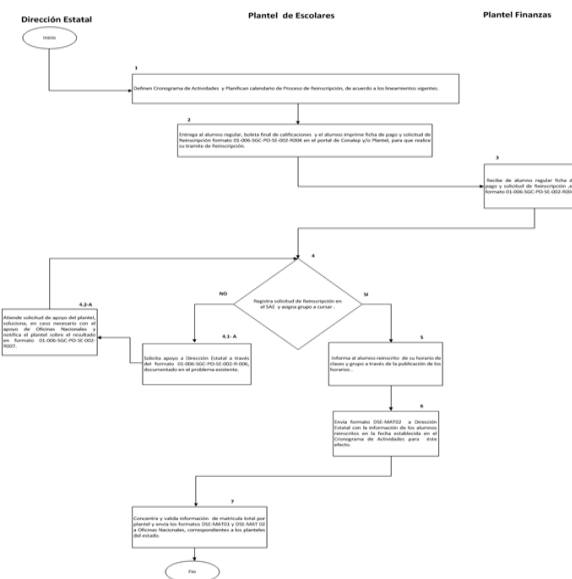 Dirección Estatal
Plantel de Escolares
Plantel Finanzas
Inicio
1
Definen Cronograma de Actividades y Planifican calendario de Proceso de Reinscripción, de acuerdo a los lineamientos vigentes.
2
Entrega al alumno regular, boleta final de calificaciones y el alumno imprime ficha de pago y solicitud de
Reinscripción formato 01-006-SGC-PO-SE-002-R004 en el portal de Conalep y/o Plantel, para que realice
su tramite de Reinscripción.
3
Recibe de alumno regular ficha d
pago y solicitud de Reinscripción ,e
formato 01-006-SGC-PO-SE-002-R00
4
Registra solicitud de Reinscripción en
el SAE y asigna grupo a cursar .
NO
SI
4.2-A
Atiende solicitud de apoyo del plantel,
soluciona, en caso necesario con el
apoyo de Oficinas Nacionales y
notifica el plantel sobre el resultado
en formato 01-006-SGC-PO-SE-002-
R007.
4.1- A
Solicita apoyo a Dirección Estatal a través
del formato 01-006-SGC-PO-SE-002-R-006,
documentado en el problema existente.
5
Informa al alumno reinscrito de su horario de
clases y grupo a través de la publicación de los
horarios .
6
Envía formato DSE-MAT02 a Dirección
Estatal con la información de los alumnos
reinscritos en la fecha establecida en el
Cronograma de Actividades para éste
efecto.
7
Concentra y valida información de matricula total por
plantel y envía los formatos DSE-MAT01 y DSE-MAT 02
a Oficinas Nacionales, correspondientes a los planteles
del estado.
Fin